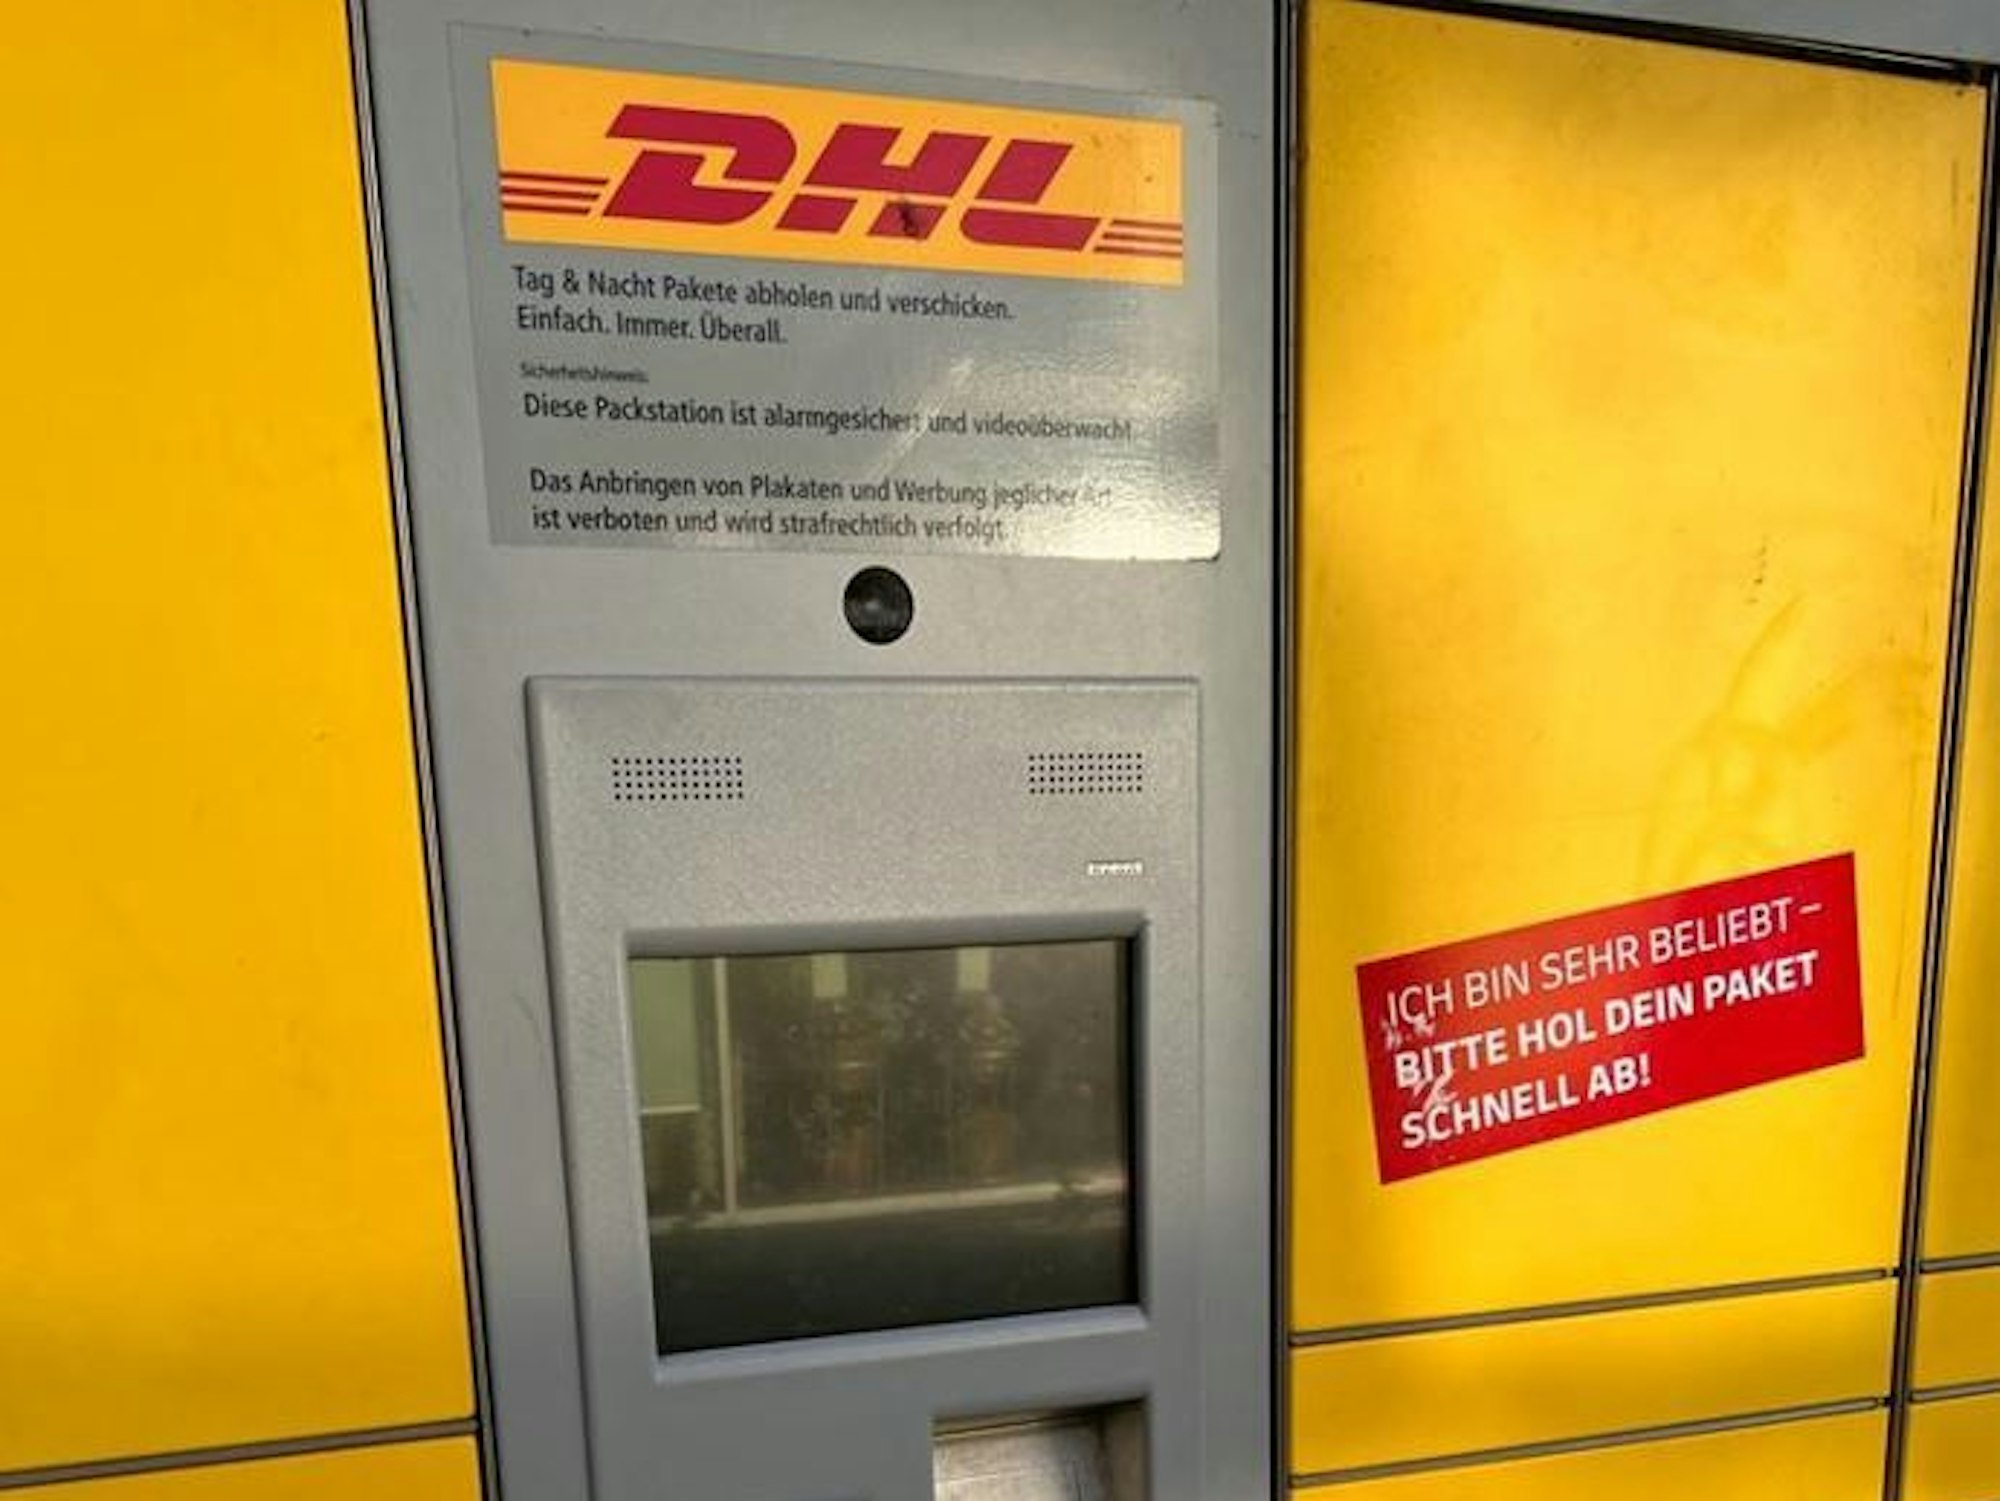 DHL
Tag & Nacht Pakete abholen und verschicken.
Einfach. Immer. Überall.
Sicherheitshinweis:
Diese Packstation ist alarmgesichert und videoüberwacht.
Das Anbringen von Plakaten und Werbung jeglicher Art
ist verboten und wird strafrechtlich verfolgt.
ICH BIN SEHR BELIEBT –
BITTE HOL DEIN PAKET
SCHNELL AB!